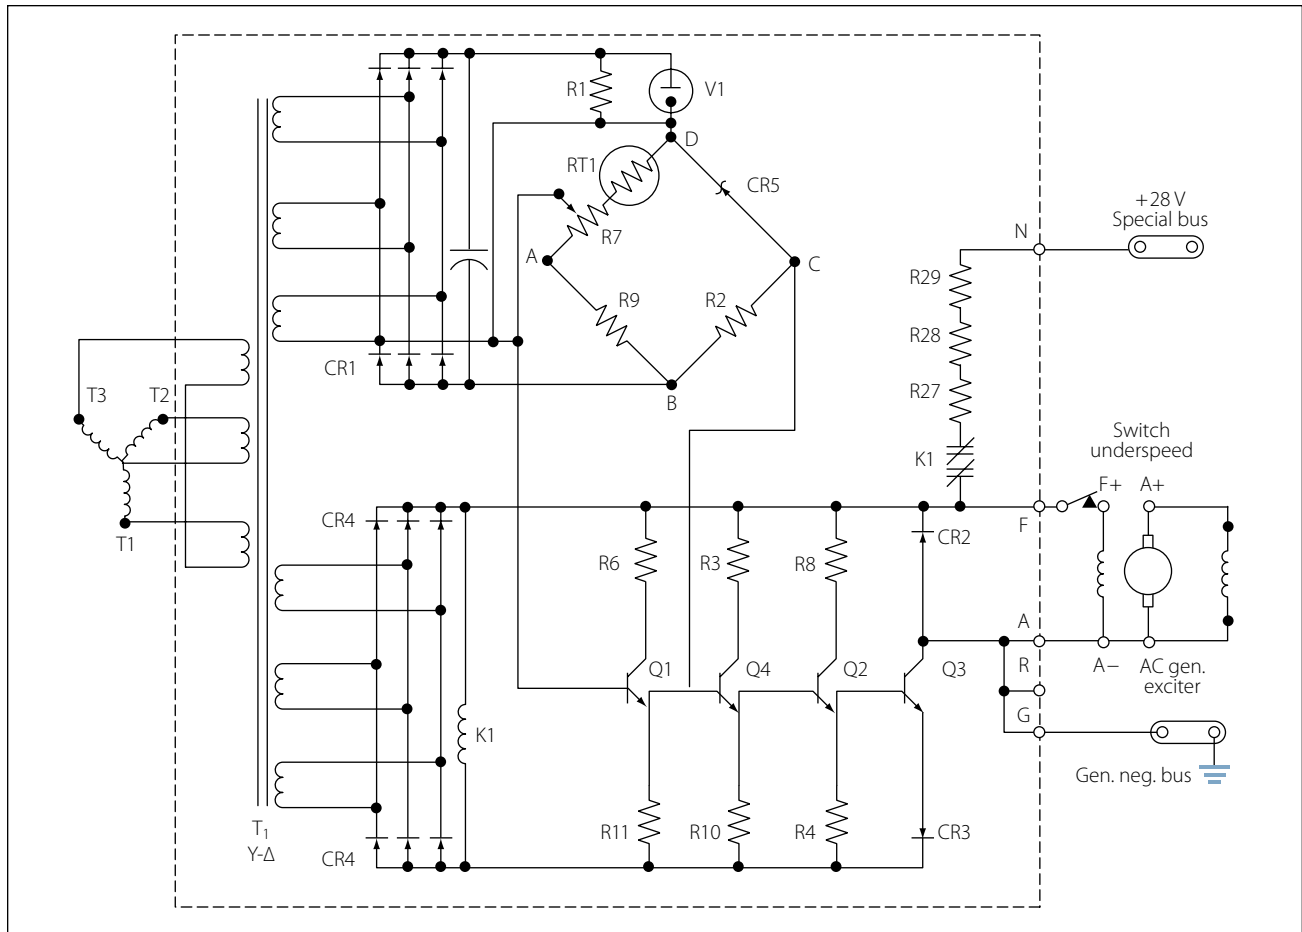 R1
V1
D
RT1
CR5
R7
A
C
R9
R2
B
CR1
N
+28 V
Special bus
R29
R28
R27
K1
T3
T2
T1
Switch
underspeed
F+
A+
F
CR4
CR2
R6
R3
R8
A
R
A−
AC gen.
exciter
Q1
Q4
Q2
Q3
G
K1
Gen. neg. bus
R11
R10
R4
CR3
T₁
Y-Δ
CR4